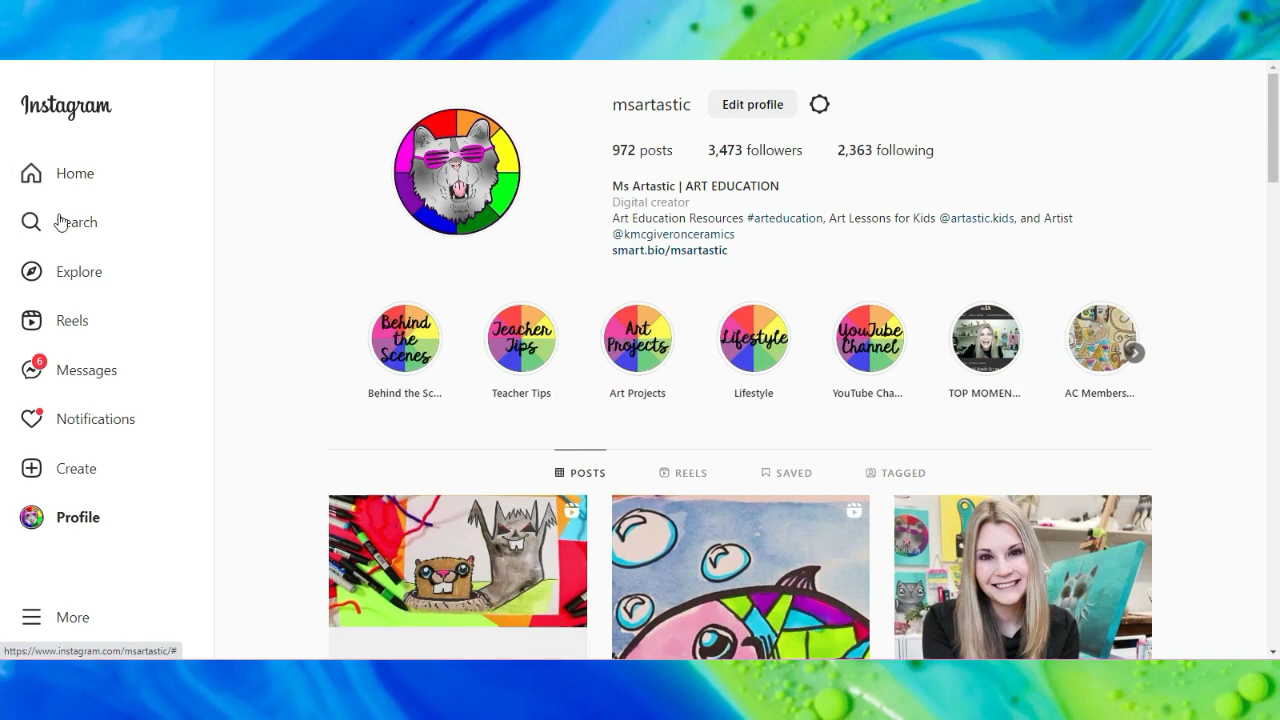 Instagram
Home
Search
Explore
Reels
6
Messages
Notifications
Create
Profile
More
https://www.instagram.com/msartastic/#
msartastic
Edit profile
972 posts
3,473 followers
2,363 following
Ms Artastic | ART EDUCATION
Digital creator
Art Education Resources #arteducation, Art Lessons for Kids @artastic.kids, and Artist
@kmcgiveronceramics
smart.bio/msartastic
Behind
the
Scenes
Teacher
Tips
Art
Projects
Lifestyle
YouTube
Channel
Behind the Sc...
Teacher Tips
Art Projects
Lifestyle
YouTube Cha...
TOP MOMEN...
AC Members...
POSTS
REELS
SAVED
TAGGED